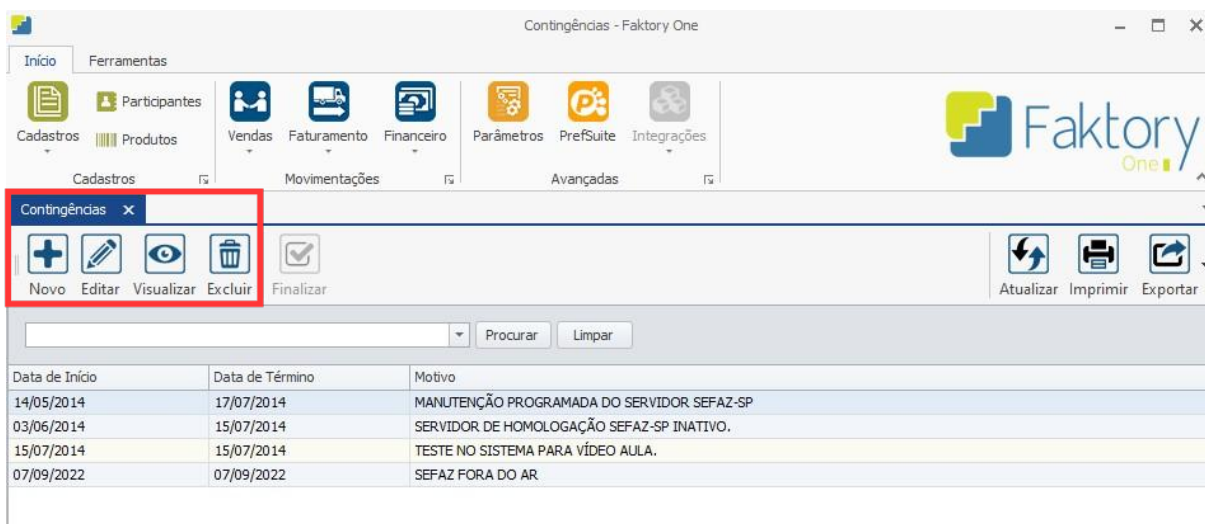 Contingências - Faktory One
Início Ferramentas
Cadastros Participantes Produtos
Vendas Faturamento Financeiro
Parâmetros PrefSuite Integrações
Faktory
One
Cadastros Movimentações Avançadas
Contingências x
Novo Editar Visualizar Excluir Finalizar
Atualizar Imprimir Exportar
Procurar Limpar
Data de Início Data de Término Motivo
14/05/2014 17/07/2014 MANUTENÇÃO PROGRAMADA DO SERVIDOR SEFAZ-SP
03/06/2014 15/07/2014 SERVIDOR DE HOMOLOGAÇÃO SEFAZ-SP INATIVO.
15/07/2014 15/07/2014 TESTE NO SISTEMA PARA VÍDEO AULA.
07/09/2022 07/09/2022 SEFAZ FORA DO AR